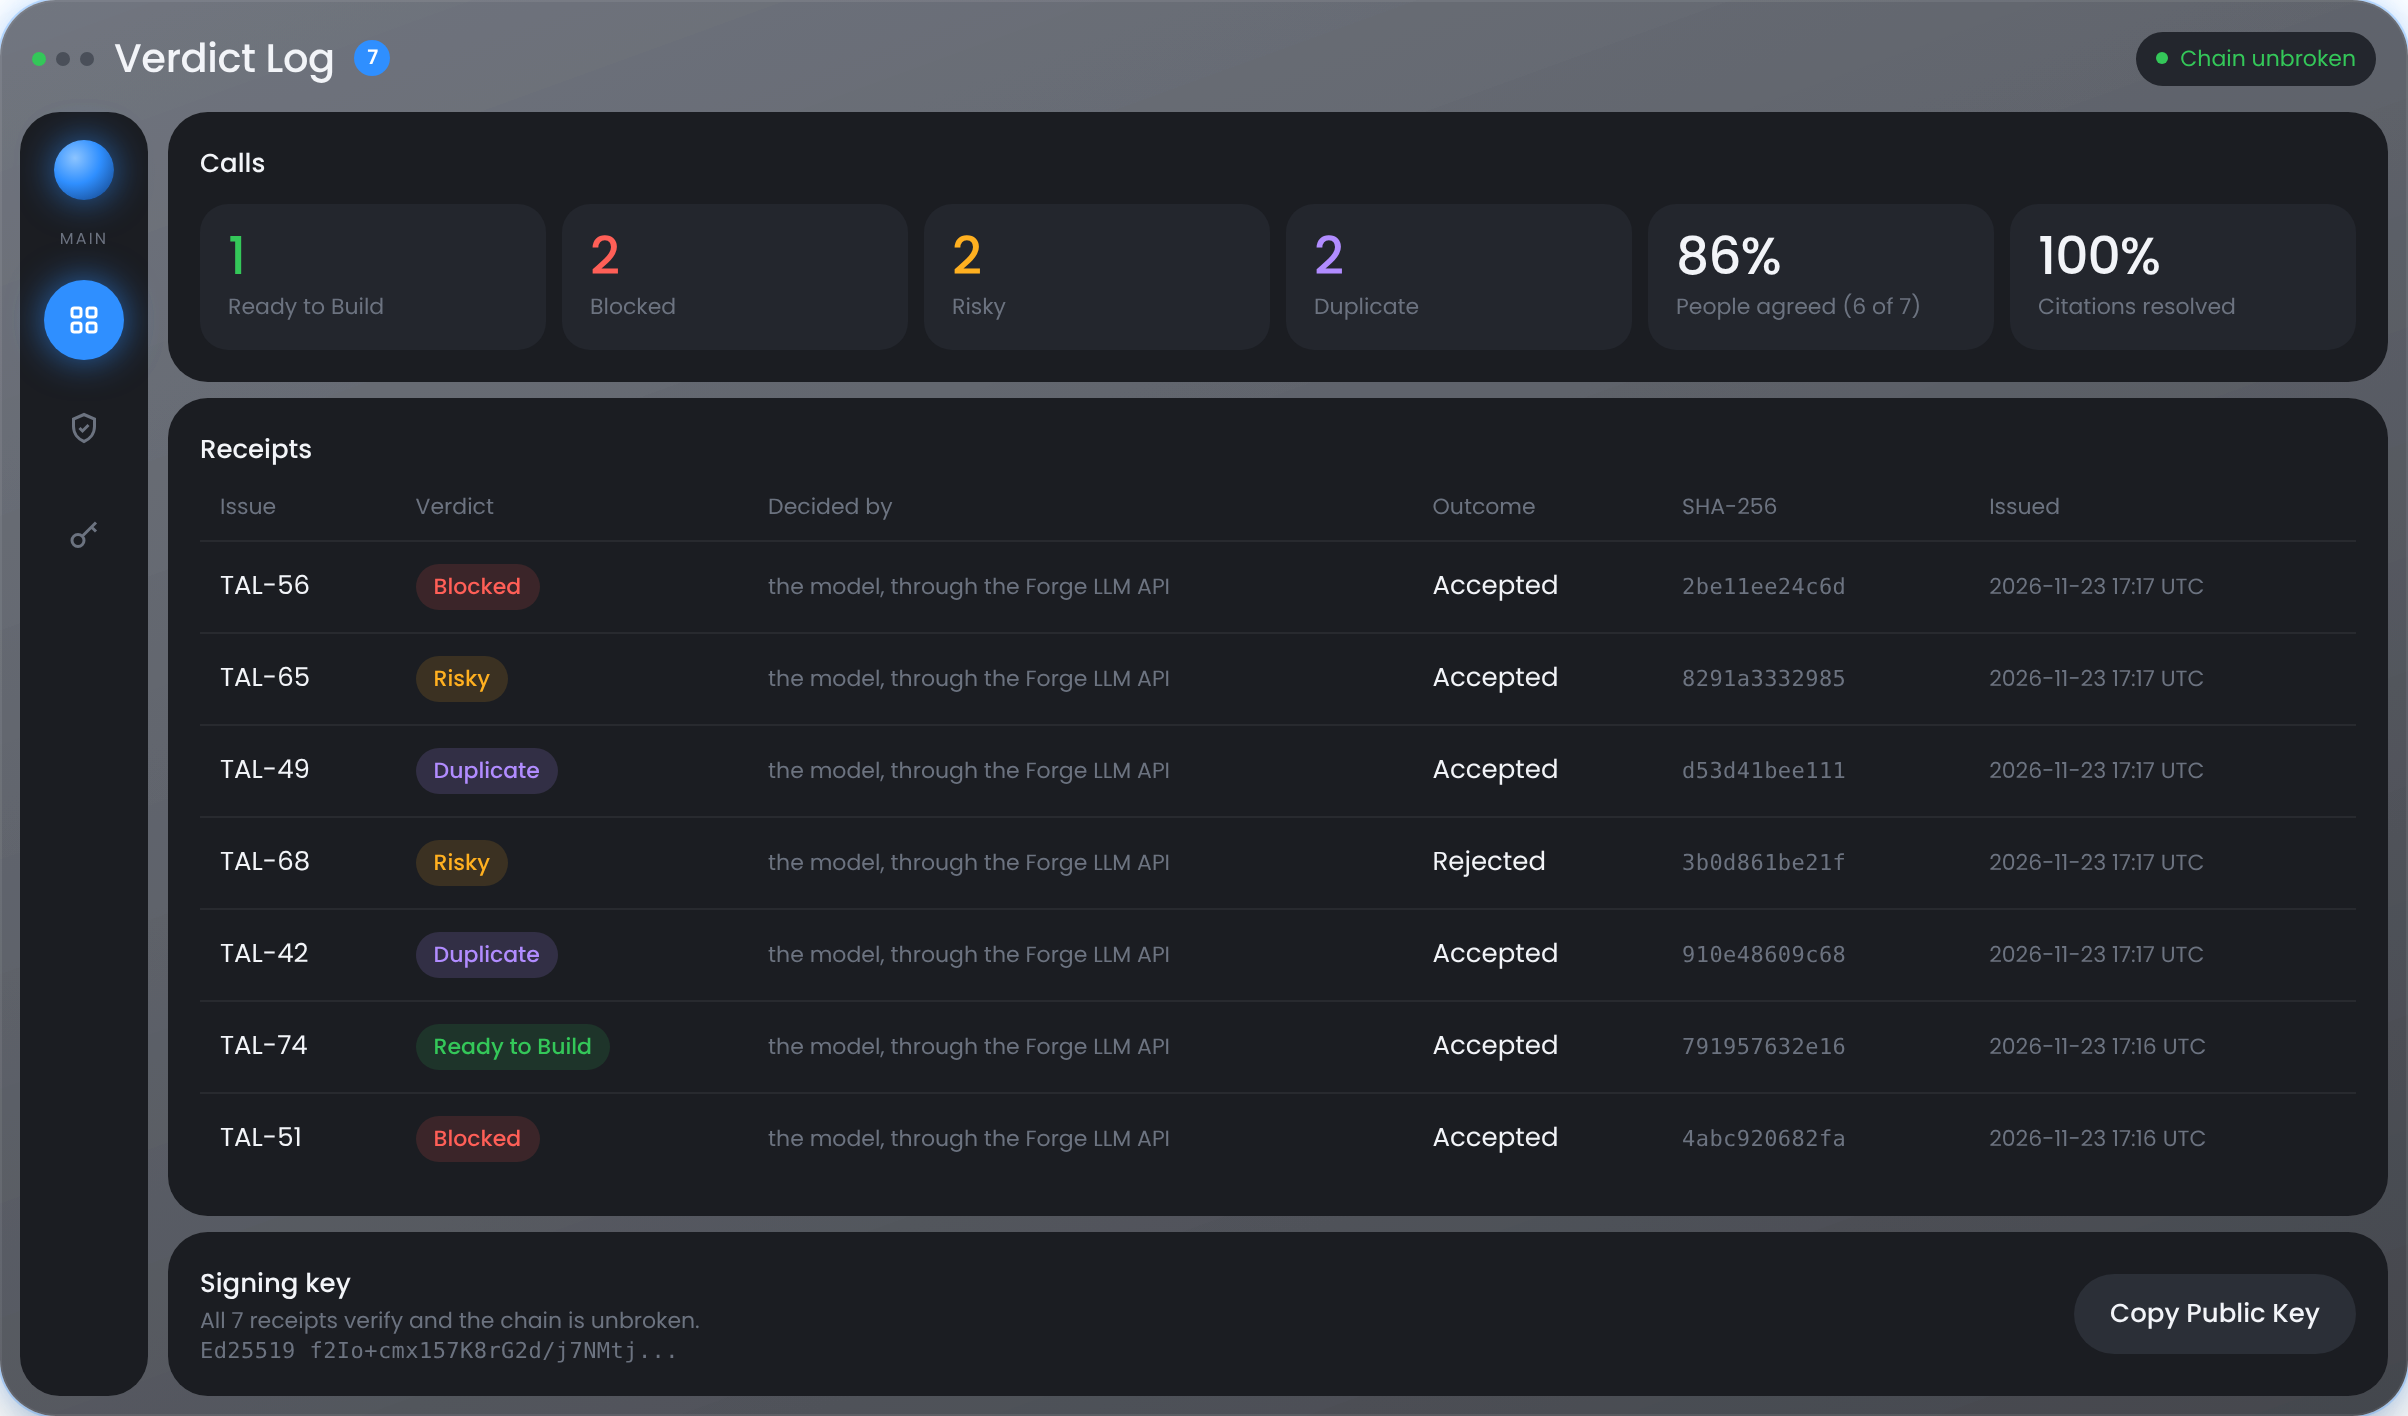 Verdict Log 7
Chain unbroken
MAIN
Calls
1
Ready to Build
2
Blocked
2
Risky
2
Duplicate
86%
People agreed (6 of 7)
100%
Citations resolved
Receipts
Issue Verdict Decided by Outcome SHA-256 Issued
TAL-56 Blocked the model, through the Forge LLM API Accepted 2be11ee24c6d 2026-11-23 17:17 UTC
TAL-65 Risky the model, through the Forge LLM API Accepted 8291a3332985 2026-11-23 17:17 UTC
TAL-49 Duplicate the model, through the Forge LLM API Accepted d53d41bee111 2026-11-23 17:17 UTC
TAL-68 Risky the model, through the Forge LLM API Rejected 3b0d861be21f 2026-11-23 17:17 UTC
TAL-42 Duplicate the model, through the Forge LLM API Accepted 910e48609c68 2026-11-23 17:17 UTC
TAL-74 Ready to Build the model, through the Forge LLM API Accepted 791957632e16 2026-11-23 17:16 UTC
TAL-51 Blocked the model, through the Forge LLM API Accepted 4abc920682fa 2026-11-23 17:16 UTC
Signing key
All 7 receipts verify and the chain is unbroken.
Ed25519 f2Io+cmx157K8rG2d/j7NMtj...
Copy Public Key